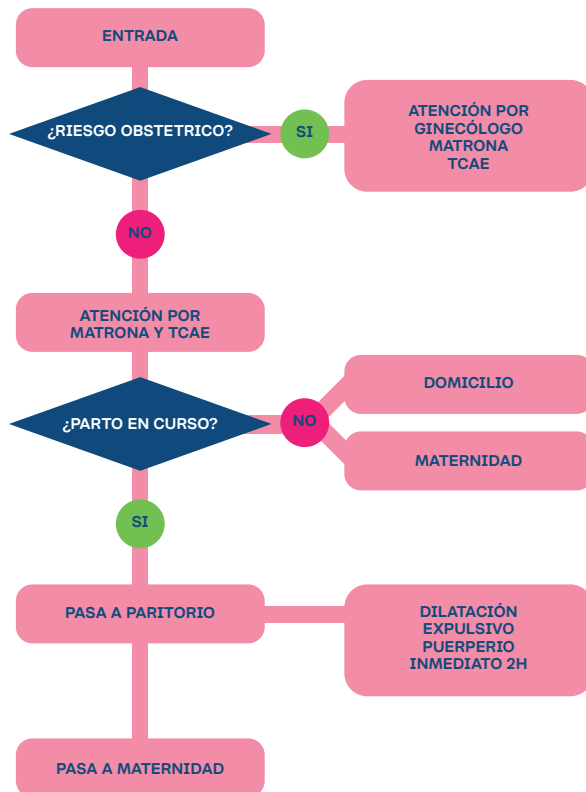 ENTRADA
¿RIESGO OBSTETRICO?
SI
ATENCIÓN POR
GINECÓLOGO
MATRONA
TCAE
NO
ATENCIÓN POR
MATRONA Y TCAE
¿PARTO EN CURSO?
NO
DOMICILIO
MATERNIDAD
SI
PASA A PARITORIO
DILATACIÓN
EXPULSIVO
PUERPERIO
INMEDIATO 2H
PASA A MATERNIDAD